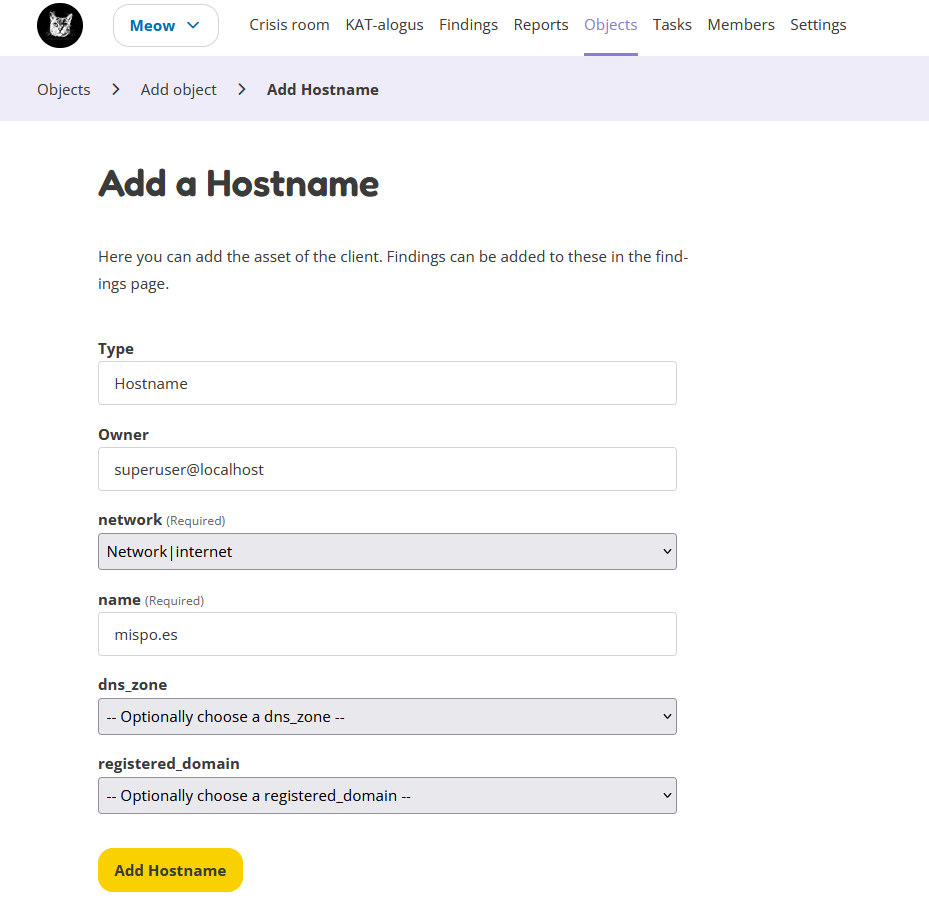 Meow
Crisis room KAT-alogus Findings Reports Objects Tasks Members Settings
Objects > Add object > Add Hostname
Add a Hostname
Here you can add the asset of the client. Findings can be added to these in the find-
ings page.
Type
Hostname
Owner
superuser@localhost
network (Required)
Network|internet
name (Required)
mispo.es
dns_zone
-- Optionally choose a dns_zone --
registered_domain
-- Optionally choose a registered_domain --
Add Hostname